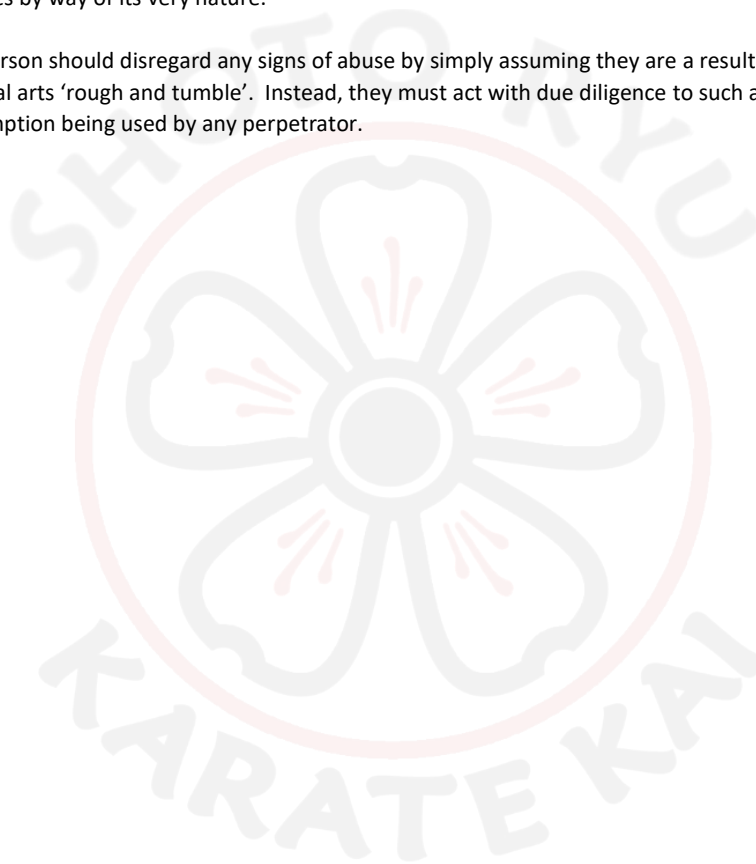 es by way of its very nature.
erson should disregard any signs of abuse by simply assuming they are a result
al arts ‘rough and tumble’. Instead, they must act with due diligence to such a
mption being used by any perpetrator.
SHOTO RYU
KARATE KAI